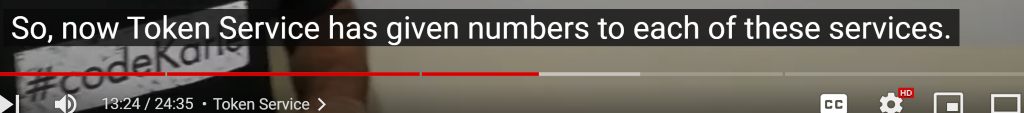 So, now Token Service has given numbers to each of these services.
#codeKarle
13:24 / 24:35 • Token Service
CC
HD